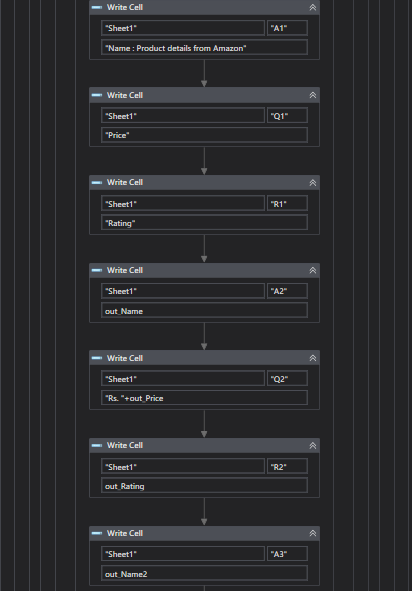 Write Cell
"Sheet1" "A1"
"Name : Product details from Amazon"
Write Cell
"Sheet1" "Q1"
"Price"
Write Cell
"Sheet1" "R1"
"Rating"
Write Cell
"Sheet1" "A2"
out_Name
Write Cell
"Sheet1" "Q2"
"Rs. "+out_Price
Write Cell
"Sheet1" "R2"
out_Rating
Write Cell
"Sheet1" "A3"
out_Name2